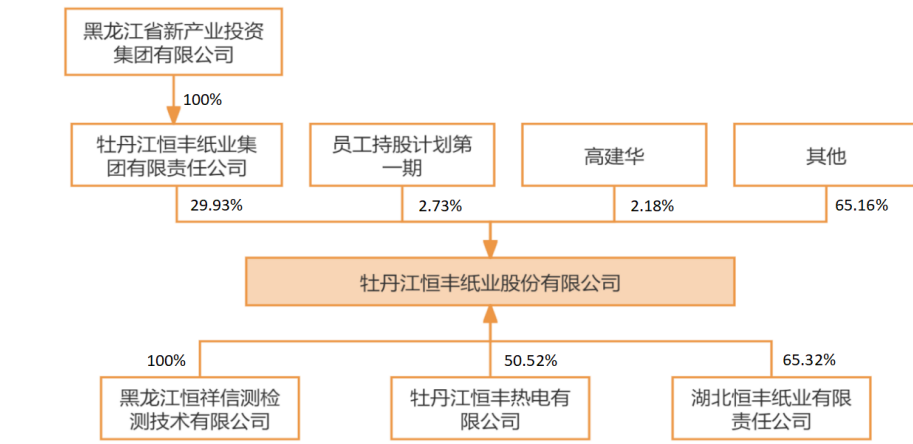 黑龙江省新产业投资
集团有限公司
100%
牡丹江恒丰纸业集
团有限责任公司
员工持股计划第
一期
高建华
其他
29.93%
2.73%
2.18%
65.16%
牡丹江恒丰纸业股份有限公司
100%
50.52%
65.32%
黑龙江恒祥信测检
测技术有限公司
牡丹江恒丰热电有
限公司
湖北恒丰纸业有限
责任公司